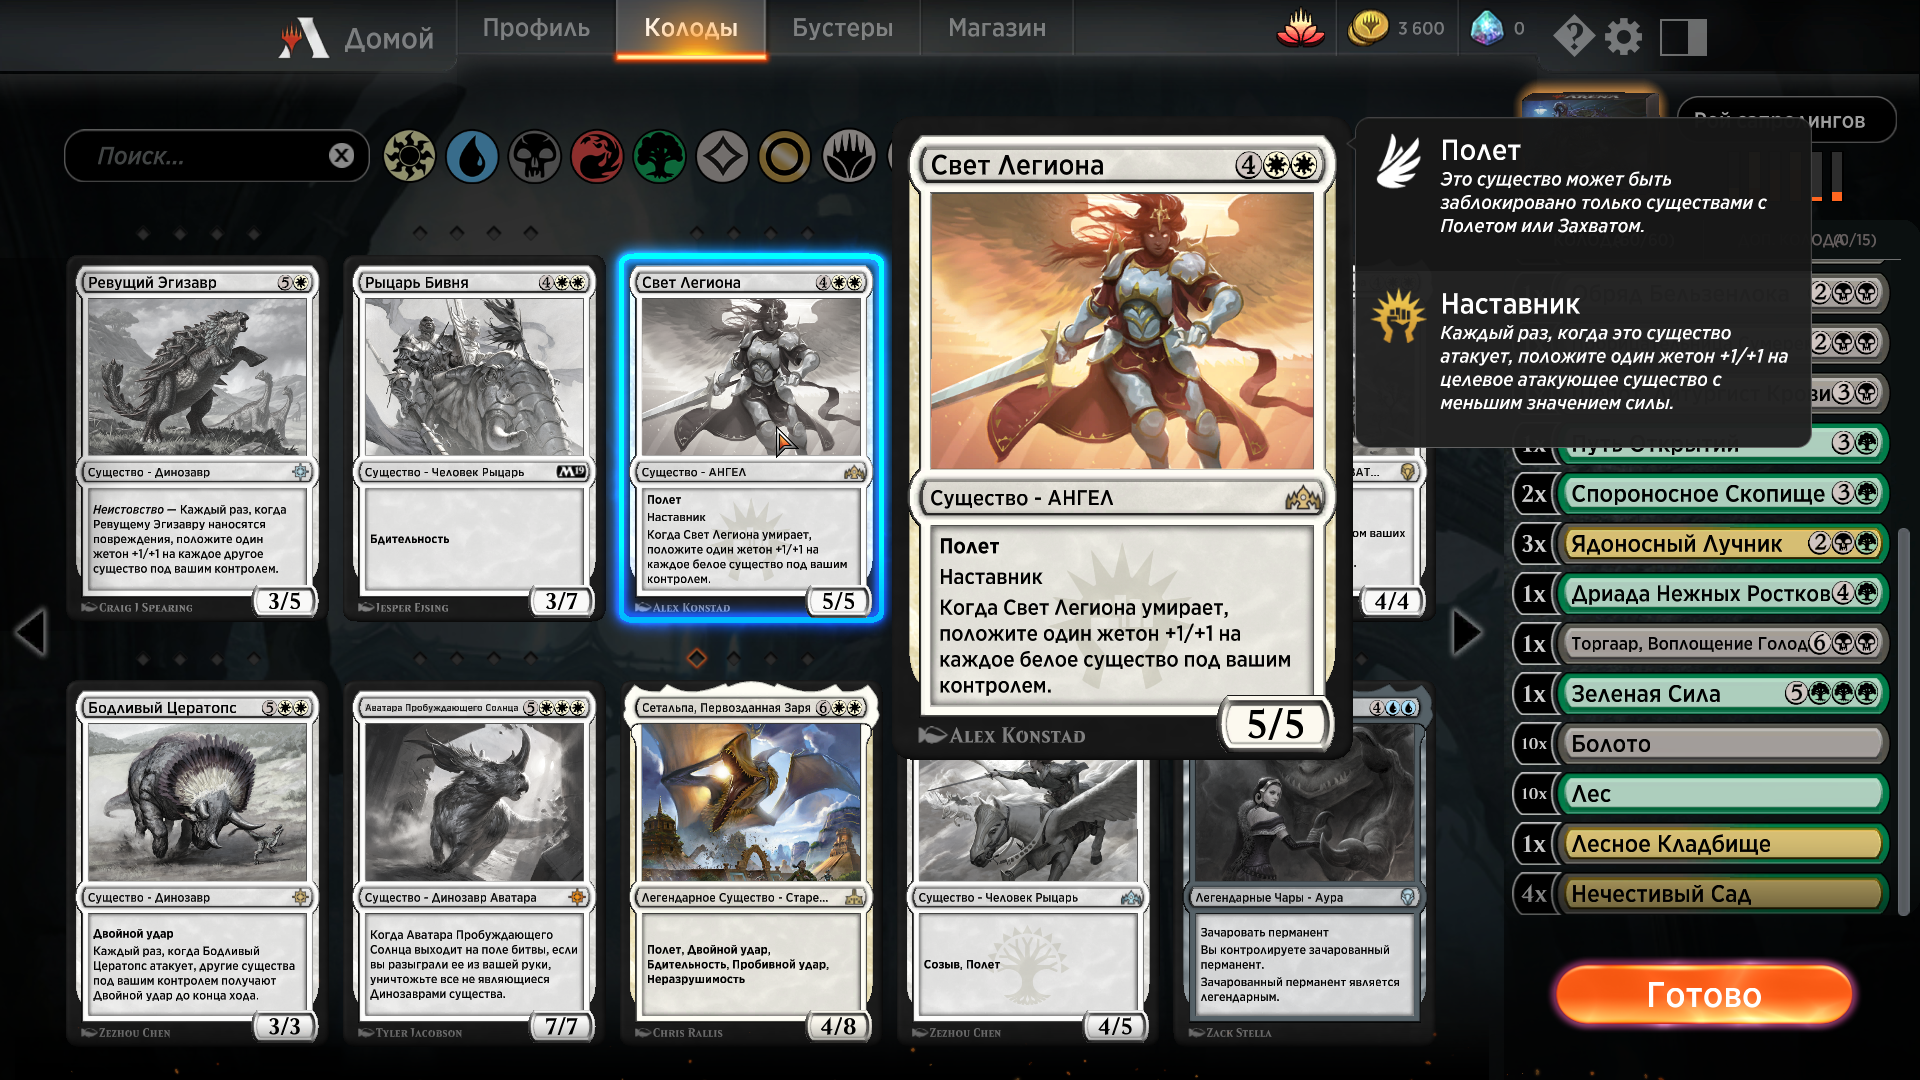 Домой
Профиль
Колоды
Бустеры
Магазин
3 600
0
Поиск...
Свет Легиона
4
Полет
Это существо может быть
заблокировано только существами с
Полетом или Захватом.
Наставник
Каждый раз, когда это существо
атакует, положите один жетон +1/+1 на
целевое атакующее существо с
меньшим значением силы.
Существо - АНГЕЛ
Полет
Наставник
Когда Свет Легиона умирает,
положите один жетон +1/+1 на
каждое белое существо под вашим
контролем.
Alex Konstad
5/5
Ревущий Эгизавр
5
Существо - Динозавр
Неистовство — Каждый раз, когда
Ревущему Эгизавру наносятся
повреждения, положите один
жетон +1/+1 на каждое другое
существо под вашим контролем.
Craig J Spearing
3/5
Рыцарь Бивня
4
Существо - Человек Рыцарь
M19
Бдительность
Jesper Eising
3/7
Свет Легиона
4
Существо - АНГЕЛ
Полет
Наставник
Когда Свет Легиона умирает,
положите один жетон +1/+1 на
каждое белое существо под вашим
контролем.
Alex Konstad
5/5
4/4
Бодливый Цератопс
5
Существо - Динозавр
Двойной удар
Каждый раз, когда Бодливый
Цератопс атакует, другие существа
под вашим контролем получают
Двойной удар до конца хода.
Zezhou Chen
3/3
Аватара Пробуждающего Солнца
5
Существо - Динозавр Аватара
Когда Аватара Пробуждающего
Солнца выходит на поле битвы, если
вы разыграли ее из вашей руки,
уничтожьте все не являющиеся
Динозаврами существа.
Tyler Jacobson
7/7
Сетальпа, Первозданная Заря
6
Легендарное Существо - Старе...
Полет, Двойной удар,
Бдительность, Пробивной удар,
Неразрушимость
Chris Rallis
4/8
Существо - Человек Рыцарь
Созыв, Полет
Zezhou Chen
4/5
4
Легендарные Чары - Аура
Зачаровать перманент
Вы контролируете зачарованный
перманент.
Зачарованный перманент является
легендарным.
Zack Stella
Рой сапролингов
0/15)
2
2
3
1x Путь Открытий 3
2x Спороносное Скопище 3
3x Ядоносный Лучник 2
1x Дриада Нежных Ростков 4
1x Торгаар, Воплощение Голод 6
1x Зеленая Сила 5
10x Болото
10x Лес
1x Лесное Кладбище
4x Нечестивый Сад
Готово